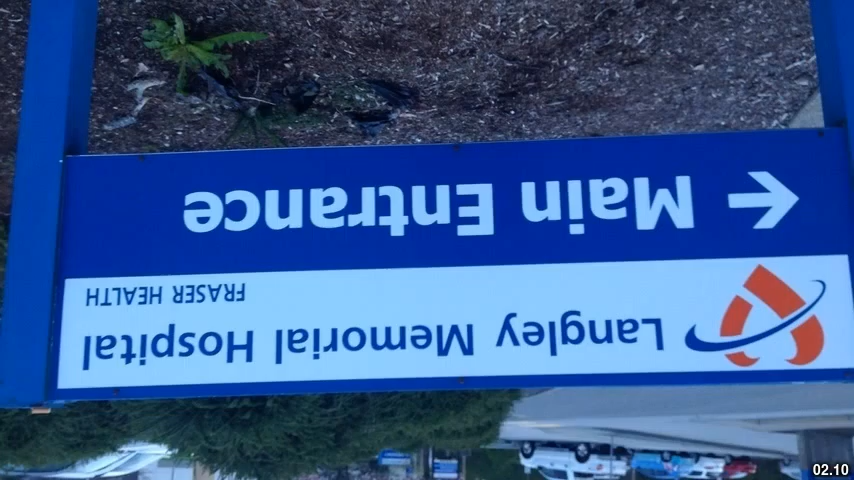 Langley Memorial Hospital
FRASER HEALTH
← Main Entrance
02.10